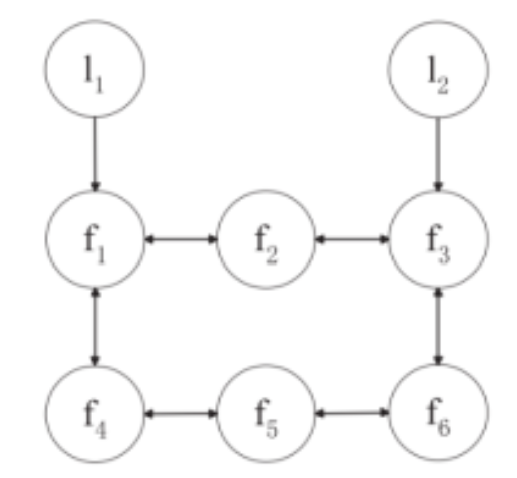 l₁ l₂
f₁ f₂ f₃
f₄ f₅ f₆